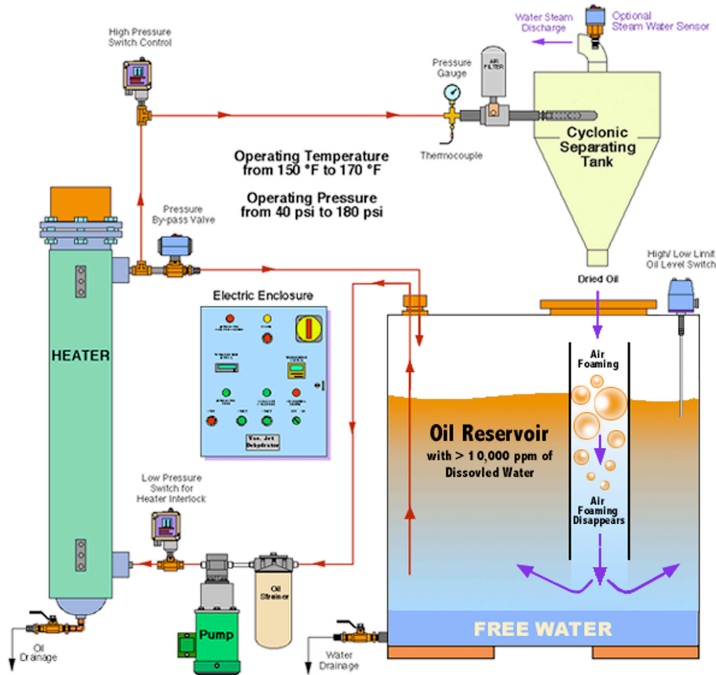 Water Steam
Discharge
Optional
Steam Water Sensor
High Pressure
Switch Control
Pressure
Gauge
AIR
FILTER
Cyclonic
Separating
Tank
Thermocouple
Operating Temperature
from 150 °F to 170 °F
Operating Pressure
from 40 psi to 180 psi
Pressure
By-pass Valve
High/ Low Limit
Oil Level Switch
Dried Oil
Electric Enclosure
HEATER
Air
Foaming
Oil Reservoir
with > 10,000 ppm of
Dissovled Water
Vac. Jet
Dehydrator
Air
Foaming
Disappears
Low Pressure
Switch for
Heater Interlock
Oil
Strainer
Pump
FREE WATER
Oil
Drainage
Water
Drainage